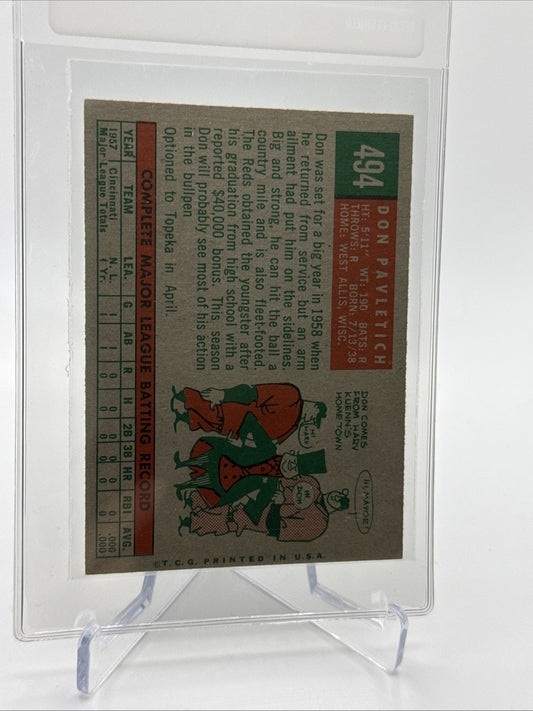 494
DON PAVLETICH
HT: 5'11" WT: 190 BATS: R
THROWS: R BORN: 7/13/38
HOME: WEST ALLIS, WISC.
Don was set for a big year in 1958 when
he returned from service but an arm
ailment had put him on the sidelines.
Big and strong, he can hit the ball a
country mile and is also fleet-footed.
The Reds obtained the youngster after
his graduation from high school with a
reported $40,000 bonus. This season
Don will probably see most of his action
in the bullpen
Optioned to Topeka in April.
DON COMES
FROM HARV
KUENN'S
HOME TOWN
HI, MAYOR!
HI HARV
HI DON
COMPLETE MAJOR LEAGUE BATTING RECORD
YEAR TEAM LEA. G AB R H 2B 3B HR RBI AVG.
1957 Cincinnati N.L. 1 1 0 0 0 0 0 0 .000
Major League Totals 1 Yr. 1 1 0 0 0 0 0 0 .000
©T.C.G. PRINTED IN U.S.A.